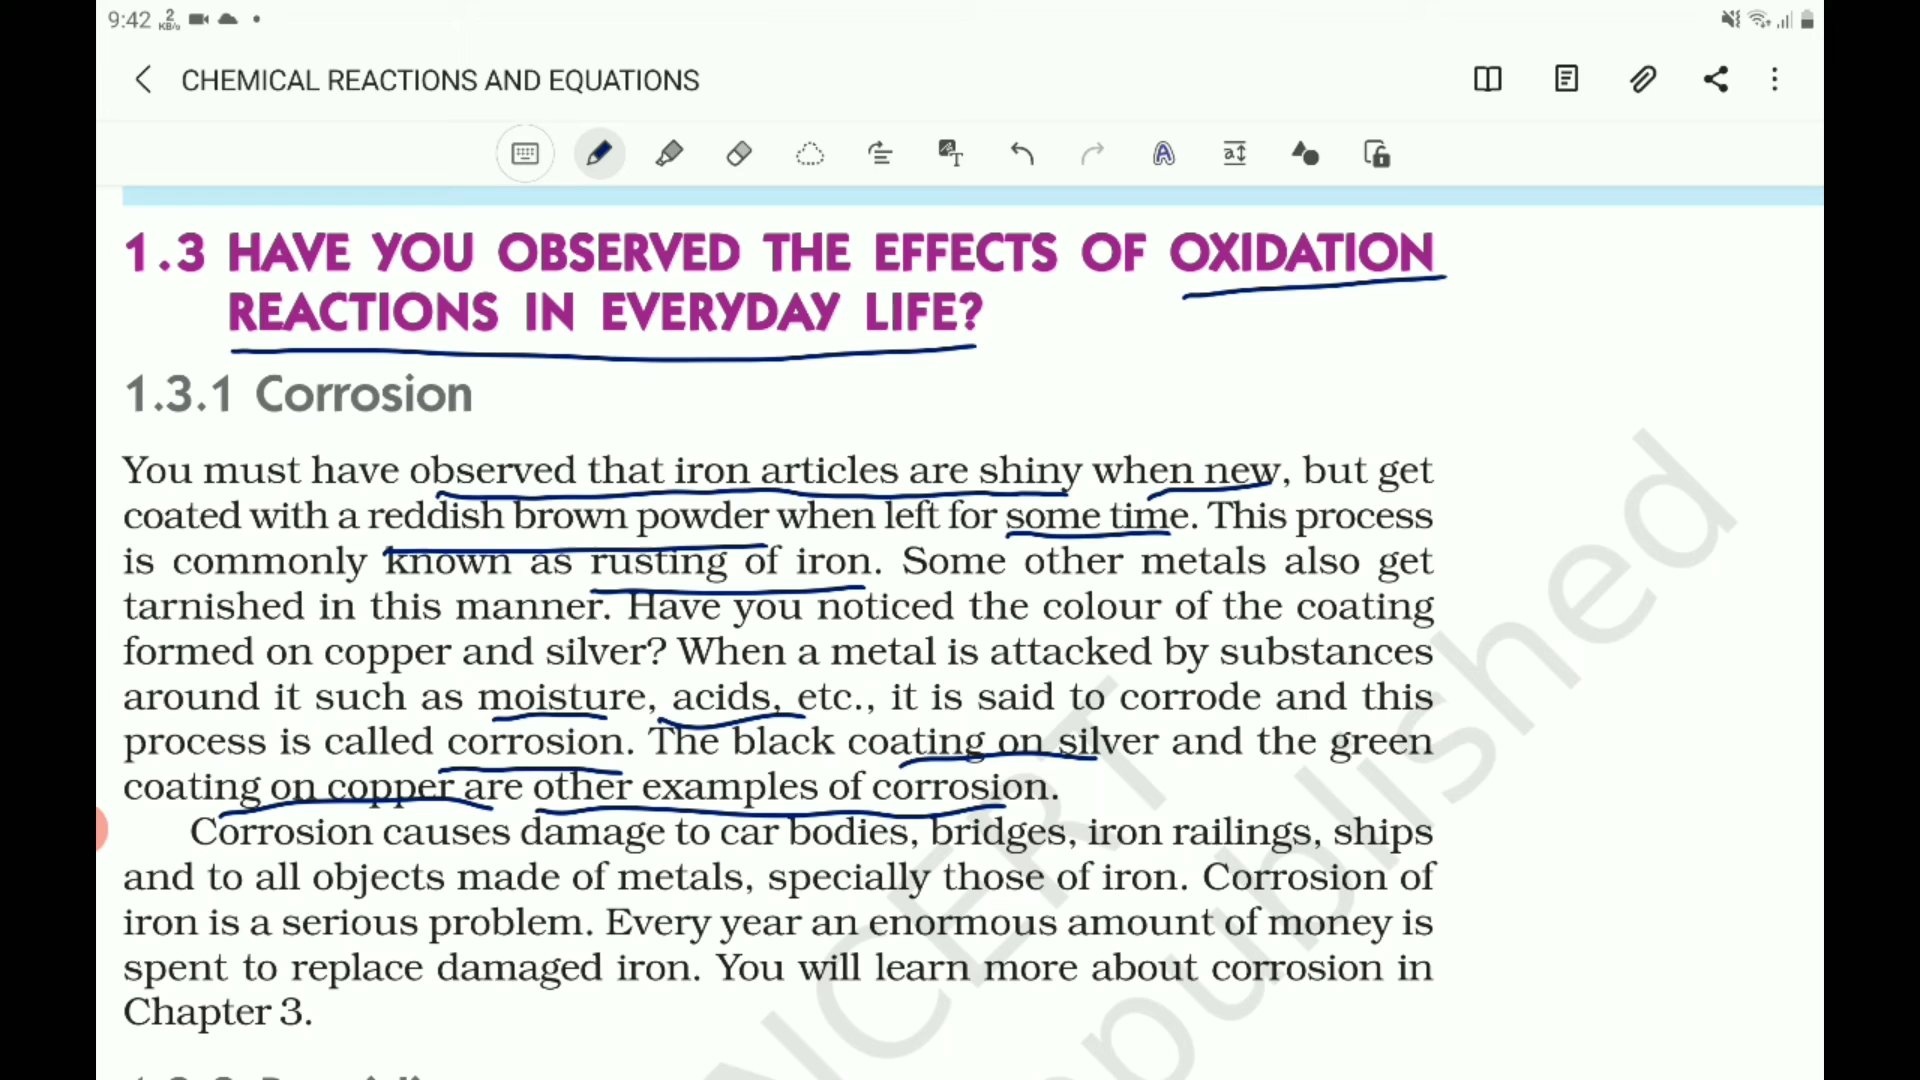 9:42 2 KB/s
CHEMICAL REACTIONS AND EQUATIONS
1.3 HAVE YOU OBSERVED THE EFFECTS OF OXIDATION
REACTIONS IN EVERYDAY LIFE?
1.3.1 Corrosion
You must have observed that iron articles are shiny when new, but get
coated with a reddish brown powder when left for some time. This process
is commonly known as rusting of iron. Some other metals also get
tarnished in this manner. Have you noticed the colour of the coating
formed on copper and silver? When a metal is attacked by substances
around it such as moisture, acids, etc., it is said to corrode and this
process is called corrosion. The black coating on silver and the green
coating on copper are other examples of corrosion.
Corrosion causes damage to car bodies, bridges, iron railings, ships
and to all objects made of metals, specially those of iron. Corrosion of
iron is a serious problem. Every year an enormous amount of money is
spent to replace damaged iron. You will learn more about corrosion in
Chapter 3.
NCERT
published